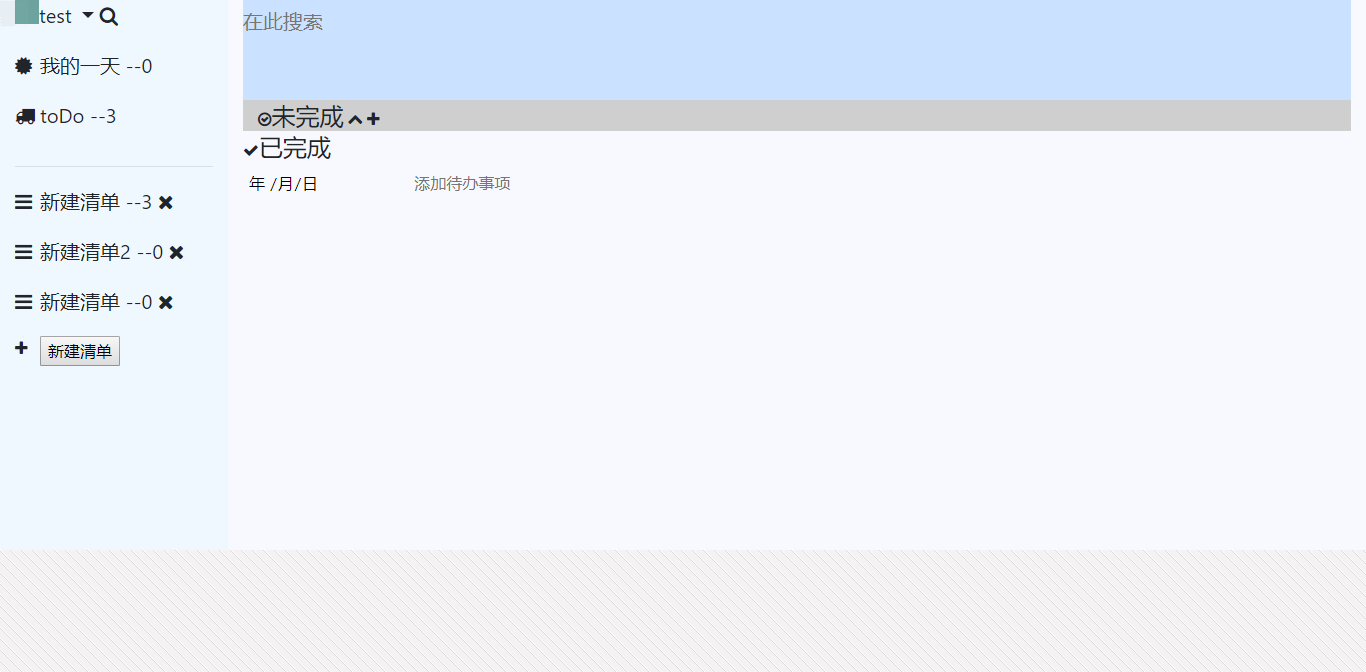 test
我的一天 --0
toDo --3
新建清单 --3
新建清单2 --0
新建清单 --0
新建清单
在此搜索
未完成
已完成
年 /月/日 添加待办事项